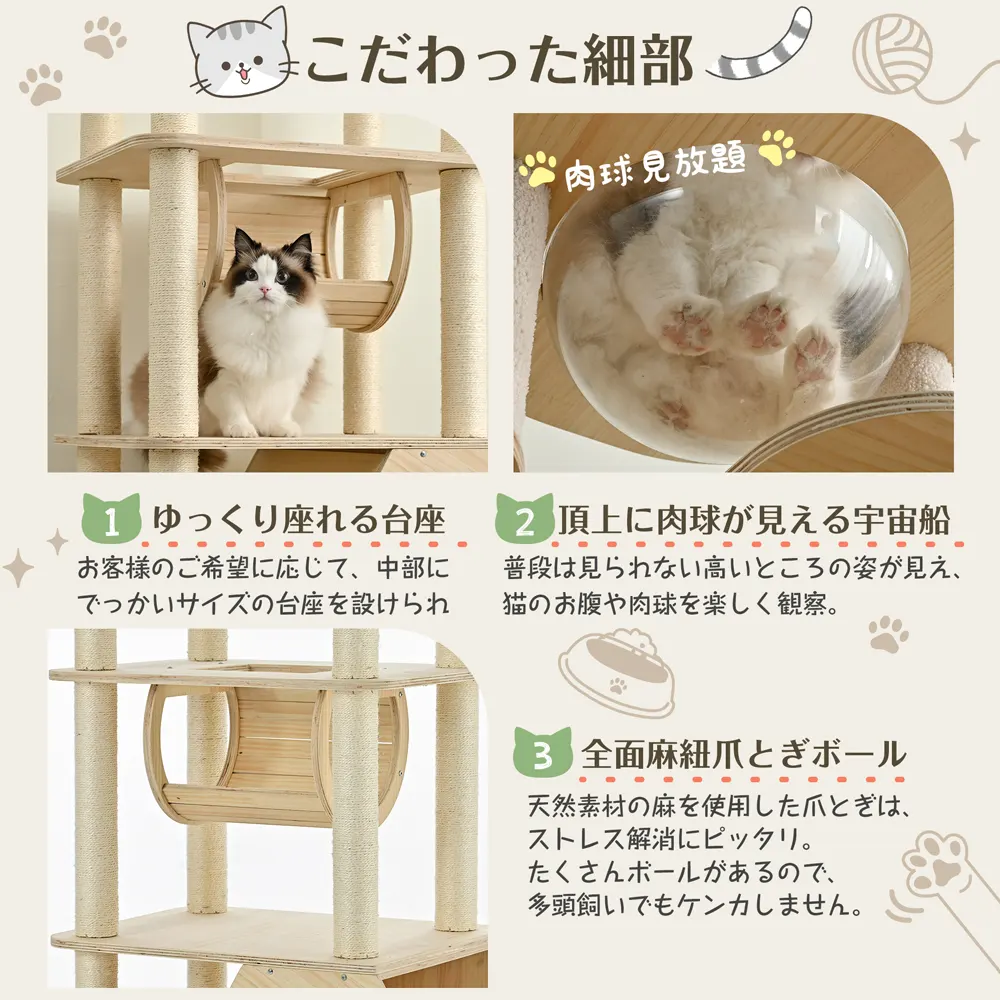 こだわった細部
肉球見放題
1 ゆっくり座れる台座
お客様のご希望に応じて、中部に
でっかいサイズの台座を設けられ
2 頂上に肉球が見える宇宙船
普段は見られない高いところの姿が見え、
猫のお腹や肉球を楽しく観察。
3 全面麻紐爪とぎボール
天然素材の麻を使用した爪とぎは、
ストレス解消にピッタリ。
たくさんボールがあるので、
多頭飼いでもケンカしません。